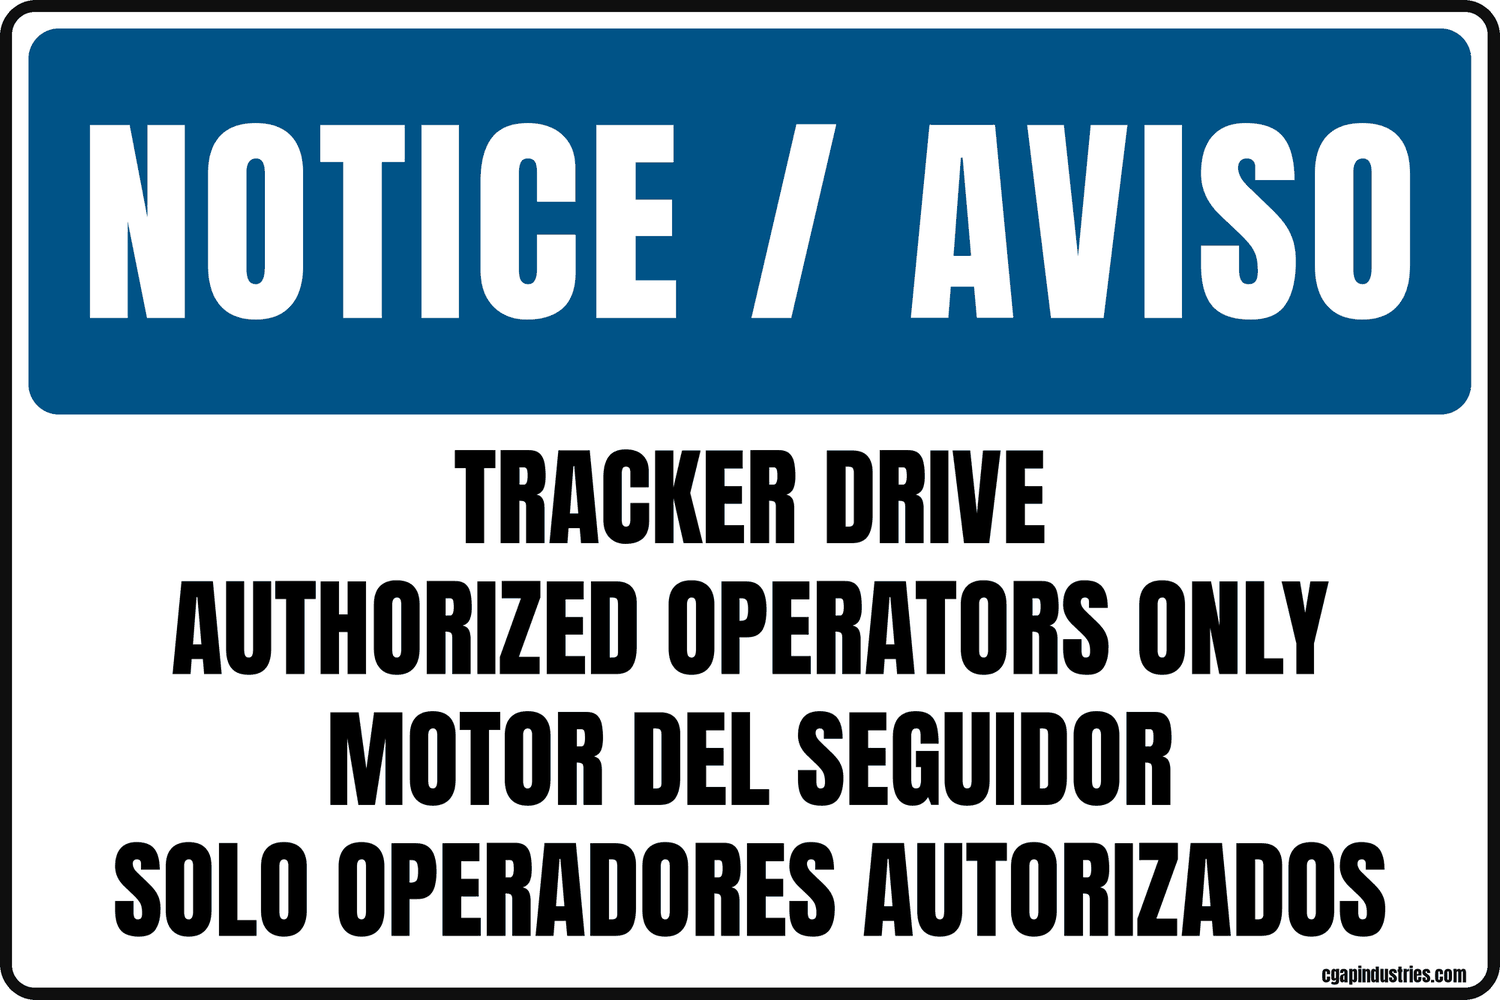 NOTICE / AVISO
TRACKER DRIVE
AUTHORIZED OPERATORS ONLY
MOTOR DEL SEGUIDOR
SOLO OPERADORES AUTORIZADOS
cgapindustries.com